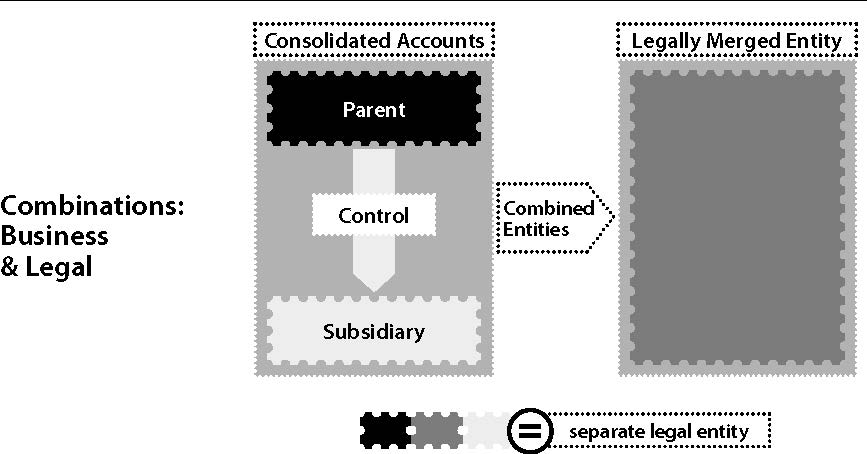 Consolidated Accounts
Legally Merged Entity
Parent
Combinations:
Business
& Legal
Control
Combined
Entities
Subsidiary
= separate legal entity